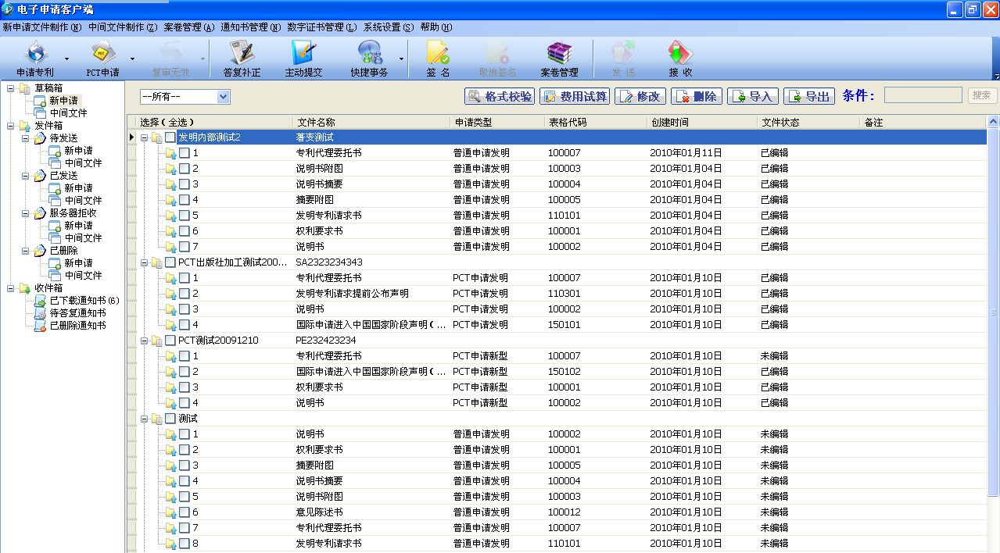 电子申请客户端
新申请文件制作(N) 中间文件制作(Z) 案卷管理(A) 通知书管理(N) 数字证书管理(L) 系统设置(S) 帮助(H)
申请专利 PCT申请 复审无效 答复补正 主动提交 快捷事务 签 名 取消签名 案卷管理 发 送 接 收
草稿箱
新申请
中间文件
发件箱
待发送
新申请
中间文件
已发送
新申请
中间文件
服务器拒收
新申请
中间文件
已删除
新申请
中间文件
收件箱
已下载通知书(6)
待答复通知书
已删除通知书
--所有-- 格式校验 费用试算 修改 删除 导入 导出 条件： 搜索
选择(全选) 文件名称 申请类型 表格代码 创建时间 文件状态 备注
发明内部测试2 著变测试
1 专利代理委托书 普通申请发明 100007 2010年01月11日 已编辑
2 说明书附图 普通申请发明 100003 2010年01月04日 已编辑
3 说明书摘要 普通申请发明 100004 2010年01月04日 已编辑
4 摘要附图 普通申请发明 100005 2010年01月04日 已编辑
5 发明专利请求书 普通申请发明 110101 2010年01月04日 已编辑
6 权利要求书 普通申请发明 100001 2010年01月04日 已编辑
7 说明书 普通申请发明 100002 2010年01月04日 已编辑
PCT出版社加工测试200... SA2323234343
1 专利代理委托书 PCT申请发明 100007 2010年01月10日 已编辑
2 发明专利请求提前公布声明 PCT申请发明 110301 2010年01月10日 已编辑
3 说明书 PCT申请发明 100002 2010年01月10日 已编辑
4 国际申请进入中国国家阶段声明(... PCT申请发明 150101 2010年01月10日 已编辑
PCT测试20091210 PE232423234
1 专利代理委托书 PCT申请新型 100007 2010年01月10日 未编辑
2 国际申请进入中国国家阶段声明(... PCT申请新型 150102 2010年01月10日 已编辑
3 权利要求书 PCT申请新型 100001 2010年01月10日 已编辑
4 说明书 PCT申请新型 100002 2010年01月10日 已编辑
测试
1 说明书 普通申请发明 100002 2010年01月10日 未编辑
2 权利要求书 普通申请发明 100001 2010年01月10日 未编辑
3 摘要附图 普通申请发明 100005 2010年01月10日 未编辑
4 说明书摘要 普通申请发明 100004 2010年01月10日 未编辑
5 说明书附图 普通申请发明 100003 2010年01月10日 未编辑
6 意见陈述书 普通申请发明 100012 2010年01月10日 未编辑
7 专利代理委托书 普通申请发明 100007 2010年01月10日 未编辑
8 发明专利请求书 普通申请发明 110101 2010年01月10日 未编辑